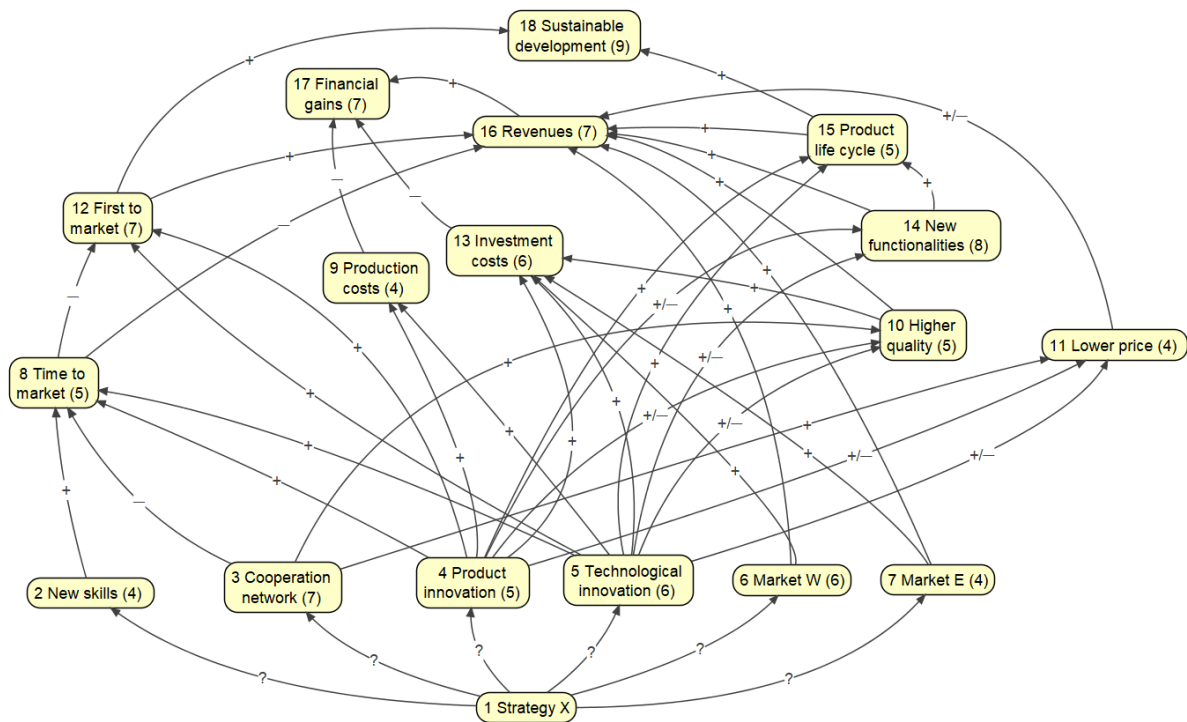 18 Sustainable
development (9)
+
+
17 Financial
gains (7)
+
+/—
16 Revenues (7)
15 Product
life cycle (5)
+
+
+
+
—
—
12 First to
market (7)
—
14 New
functionalities (8)
13 Investment
costs (6)
9 Production
costs (4)
+
+
+
+
—
+
+/—
10 Higher
quality (5)
11 Lower price (4)
8 Time to
market (5)
+
+
+/—
+
+
+
+/—
+/—
+
+
+
+
+
+/—
+/—
+
+
+
—
3 Cooperation
network (7)
4 Product
innovation (5)
5 Technological
innovation (6)
6 Market W (6)
7 Market E (4)
2 New skills (4)
?
?
?
?
?
?
1 Strategy X